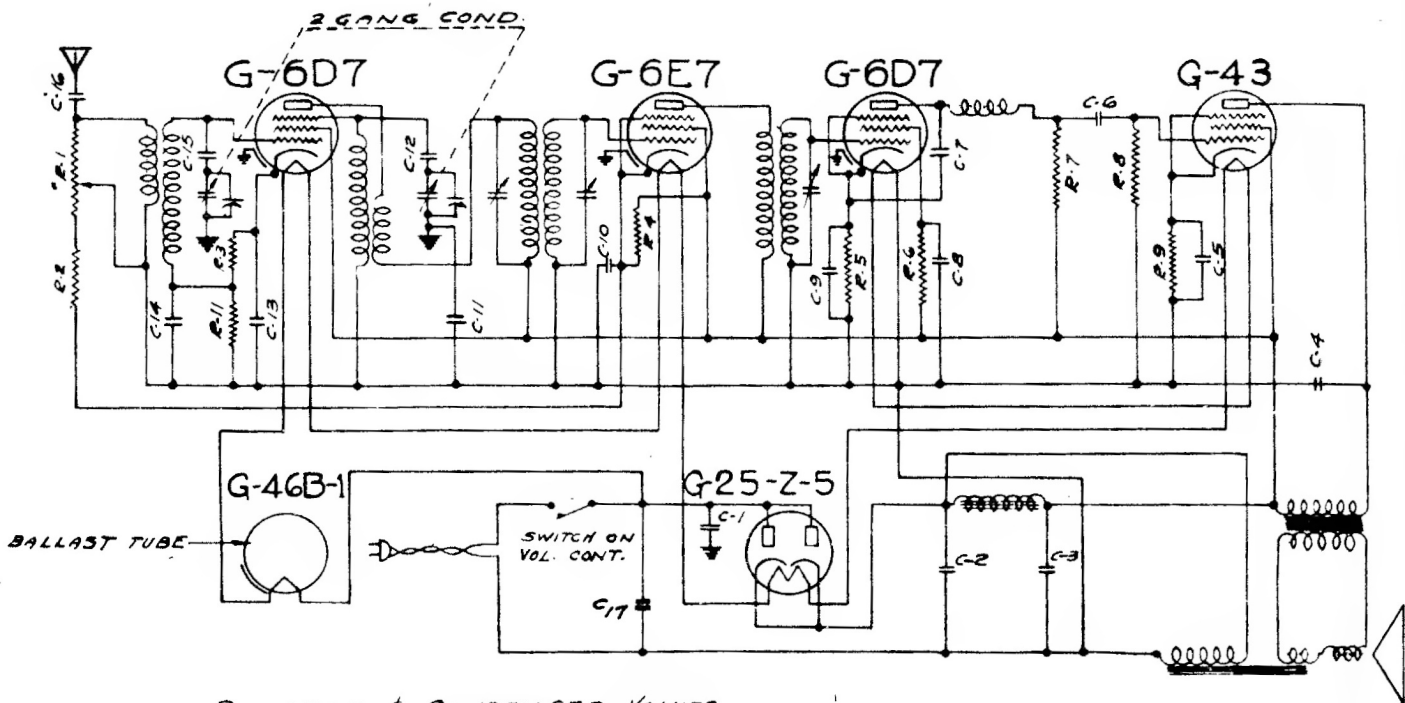 2 GANG COND.
G-6D7
G-6E7
G-6D7
G-43
C-16
R-1
R-2
C-15
C-14
R-3
R-11
C-13
C-12
C-11
C-10
R-4
C-9
R-5
R-6
C-8
C-7
C-6
R-7
R-8
R-9
C-5
C-4
G-46B-1
BALLAST TUBE
SWITCH ON
VOL. CONT.
C17
C-1
G-25-Z-5
C-2
C-3